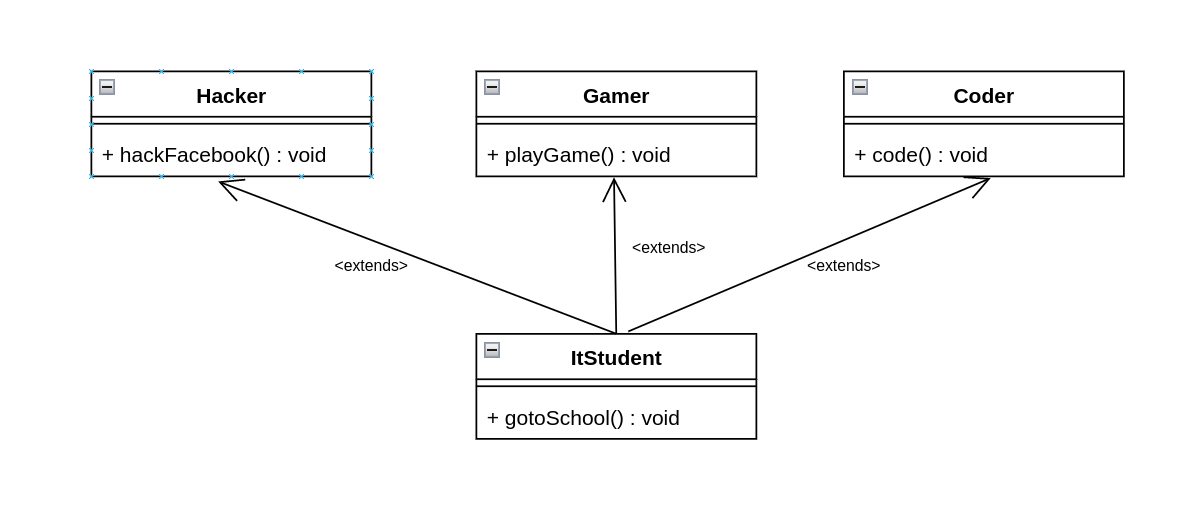 Hacker
+ hackFacebook() : void
Gamer
+ playGame() : void
Coder
+ code() : void
<extends>
<extends>
<extends>
ItStudent
+ gotoSchool() : void